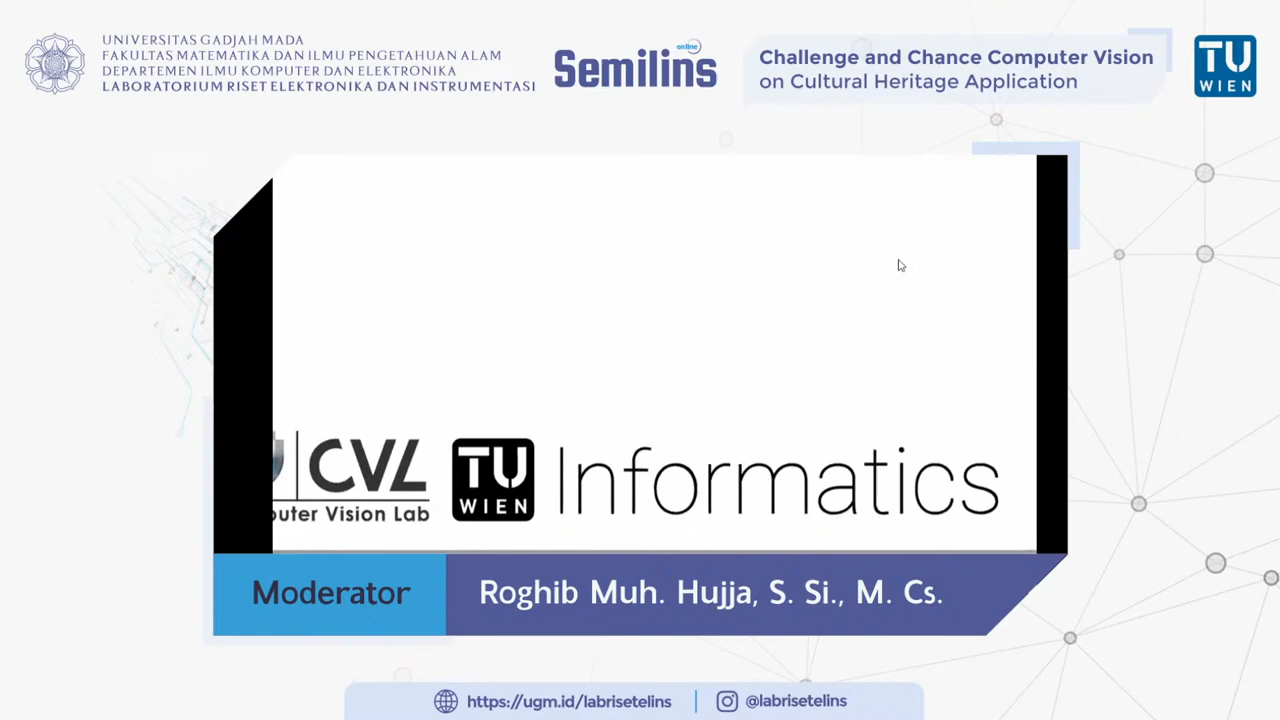 UNIVERSITAS GADJAH MADA
FAKULTAS MATEMATIKA DAN ILMU PENGETAHUAN ALAM
DEPARTEMEN ILMU KOMPUTER DAN ELEKTRONIKA
LABORATORIUM RISET ELEKTRONIKA DAN INSTRUMENTASI
online
Semilins
Challenge and Chance Computer Vision
on Cultural Heritage Application
TU
WIEN
CVL
puter Vision Lab
TU
WIEN
Informatics
Moderator
Roghib Muh. Hujja, S. Si., M. Cs.
https://ugm.id/labrisetelins
@labrisetelins